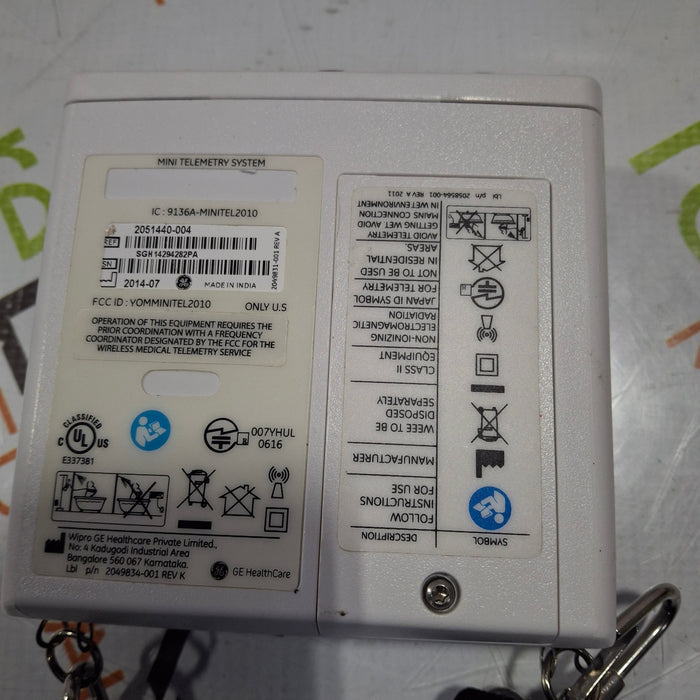 MINI TELEMETRY SYSTEM
IC : 9136A-MINITEL2010
2051440-004
REF
SGH14294282PA
SN
2014-07 MADE IN INDIA
2049831-001 REV A
FCC ID : YOMMINITEL2010 ONLY U.S
OPERATION OF THIS EQUIPMENT REQUIRES THE
PRIOR COORDINATION WITH A FREQUENCY
COORDINATOR DESIGNATED BY THE FCC FOR THE
WIRELESS MEDICAL TELEMETRY SERVICE
CLASSIFIED
C UL US
E337381
R 007YHUL
0616
Wipro GE Healthcare Private Limited.,
No: 4 Kadugodi Industrial Area
Bangalore 560 067 Karnataka.
Lbl p/n 2049834-001 REV K
GE HealthCare
SYMBOL DESCRIPTION
FOLLOW
INSTRUCTIONS
FOR USE
MANUFACTURER
WEEE TO BE
DISPOSED
SEPARATELY
CLASS II
EQUIPMENT
NON-IONIZING
ELECTROMAGNETIC
RADIATION
JAPAN ID SYMBOL
FOR TELEMETRY
NOT TO BE USED
IN RESIDENTIAL
AREAS
AVOID TELEMETRY
GETTING WET, AVOID
MAINS CONNECTION
IN WET ENVIRONMENT
Lbl p/n 2058564-001 REV A 2011